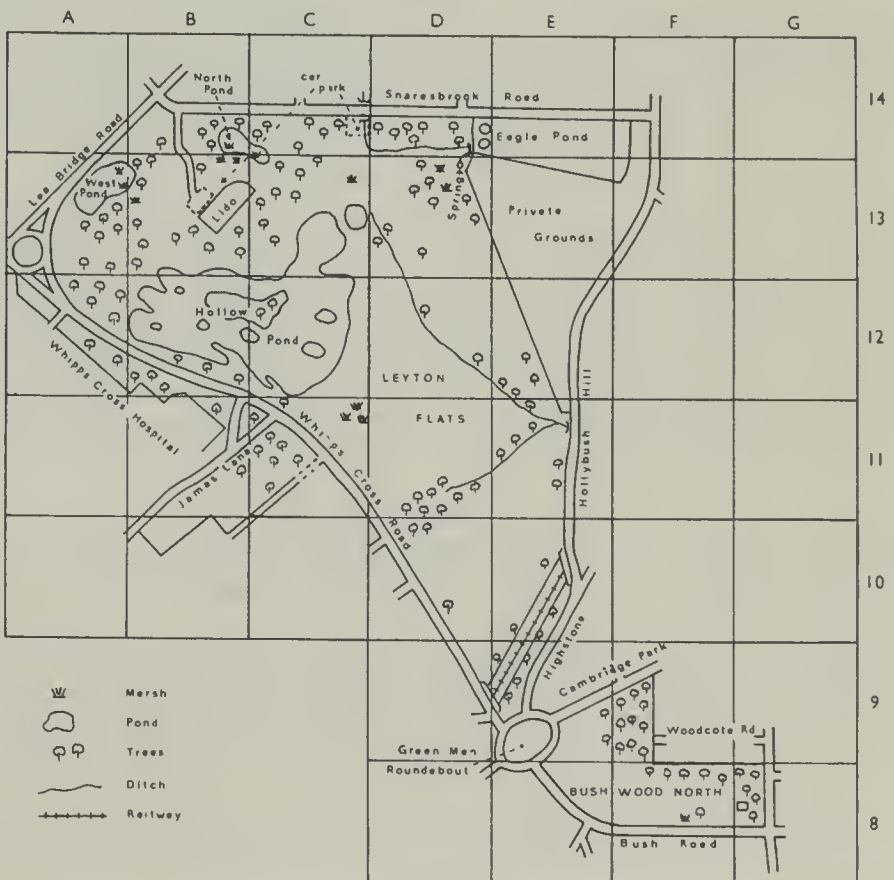 A B C D E F G
14
13
12
11
10
9
8
North
Pond
car
park
Snaresbrook Road
Lea Bridge Road
Eagle Pond
West
Pond
Lido
Spring
Private
Grounds
Hollow
Pond
Whipps Cross Hospital
LEYTON
FLATS
Whipps Cross Road
Hollybush Hill
James Lane
Highstone
Cambridge Park
Woodcote Rd
Green Man
Roundabout
BUSH WOOD NORTH
Bush Road
Marsh
Pond
Trees
Ditch
Railway